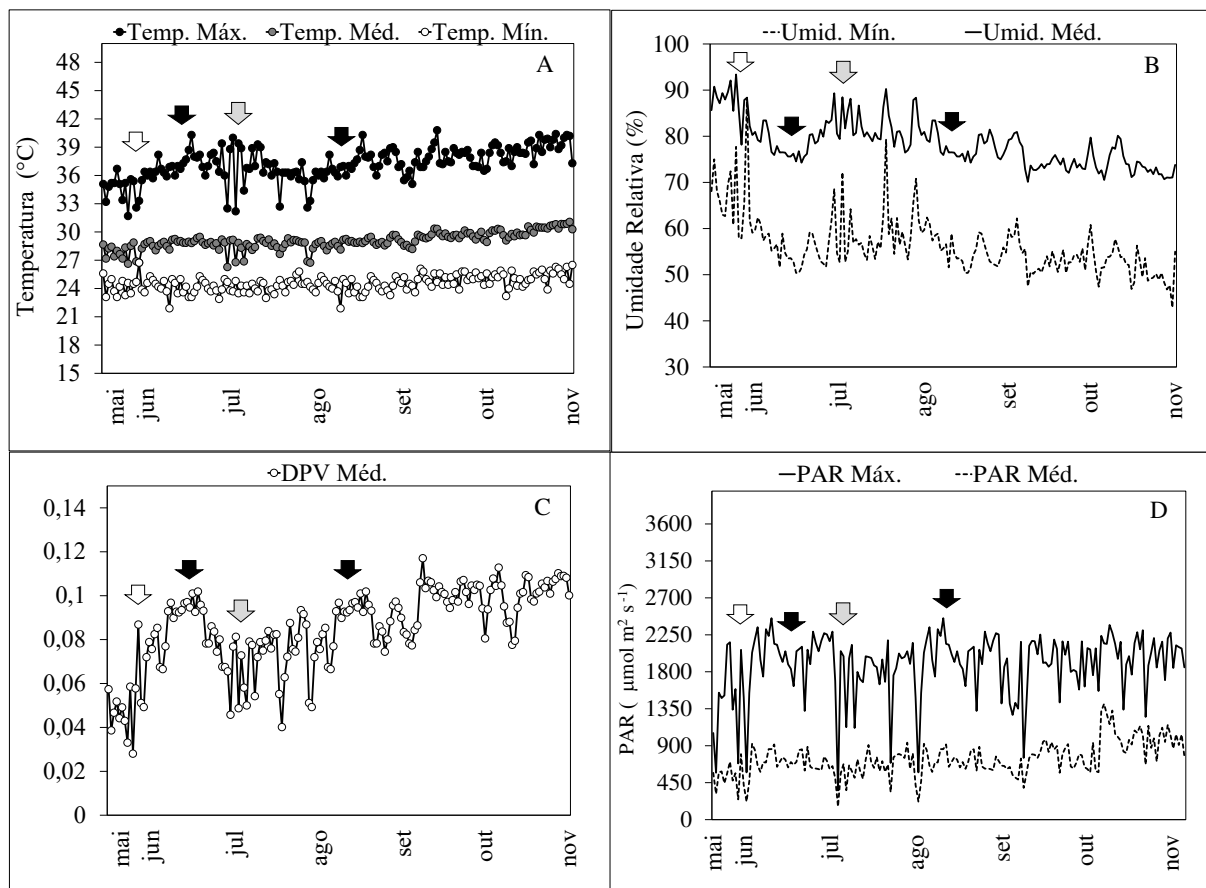 Temp. Máx. Temp. Méd. Temp. Mín.
A
Temperatura (°C)
48
45
42
39
36
33
30
27
24
21
18
15
mai
jun
jul
ago
set
out
nov
Umid. Mín. Umid. Méd.
B
Umidade Relativa (%)
100
90
80
70
60
50
40
30
mai
jun
jul
ago
set
out
nov
DPV Méd.
C
0,14
0,12
0,1
0,08
0,06
0,04
0,02
0
mai
jun
jul
ago
set
out
nov
PAR Máx. PAR Méd.
D
PAR ( µmol m² s⁻¹)
3600
3150
2700
2250
1800
1350
900
450
0
mai
jun
jul
ago
set
out
nov